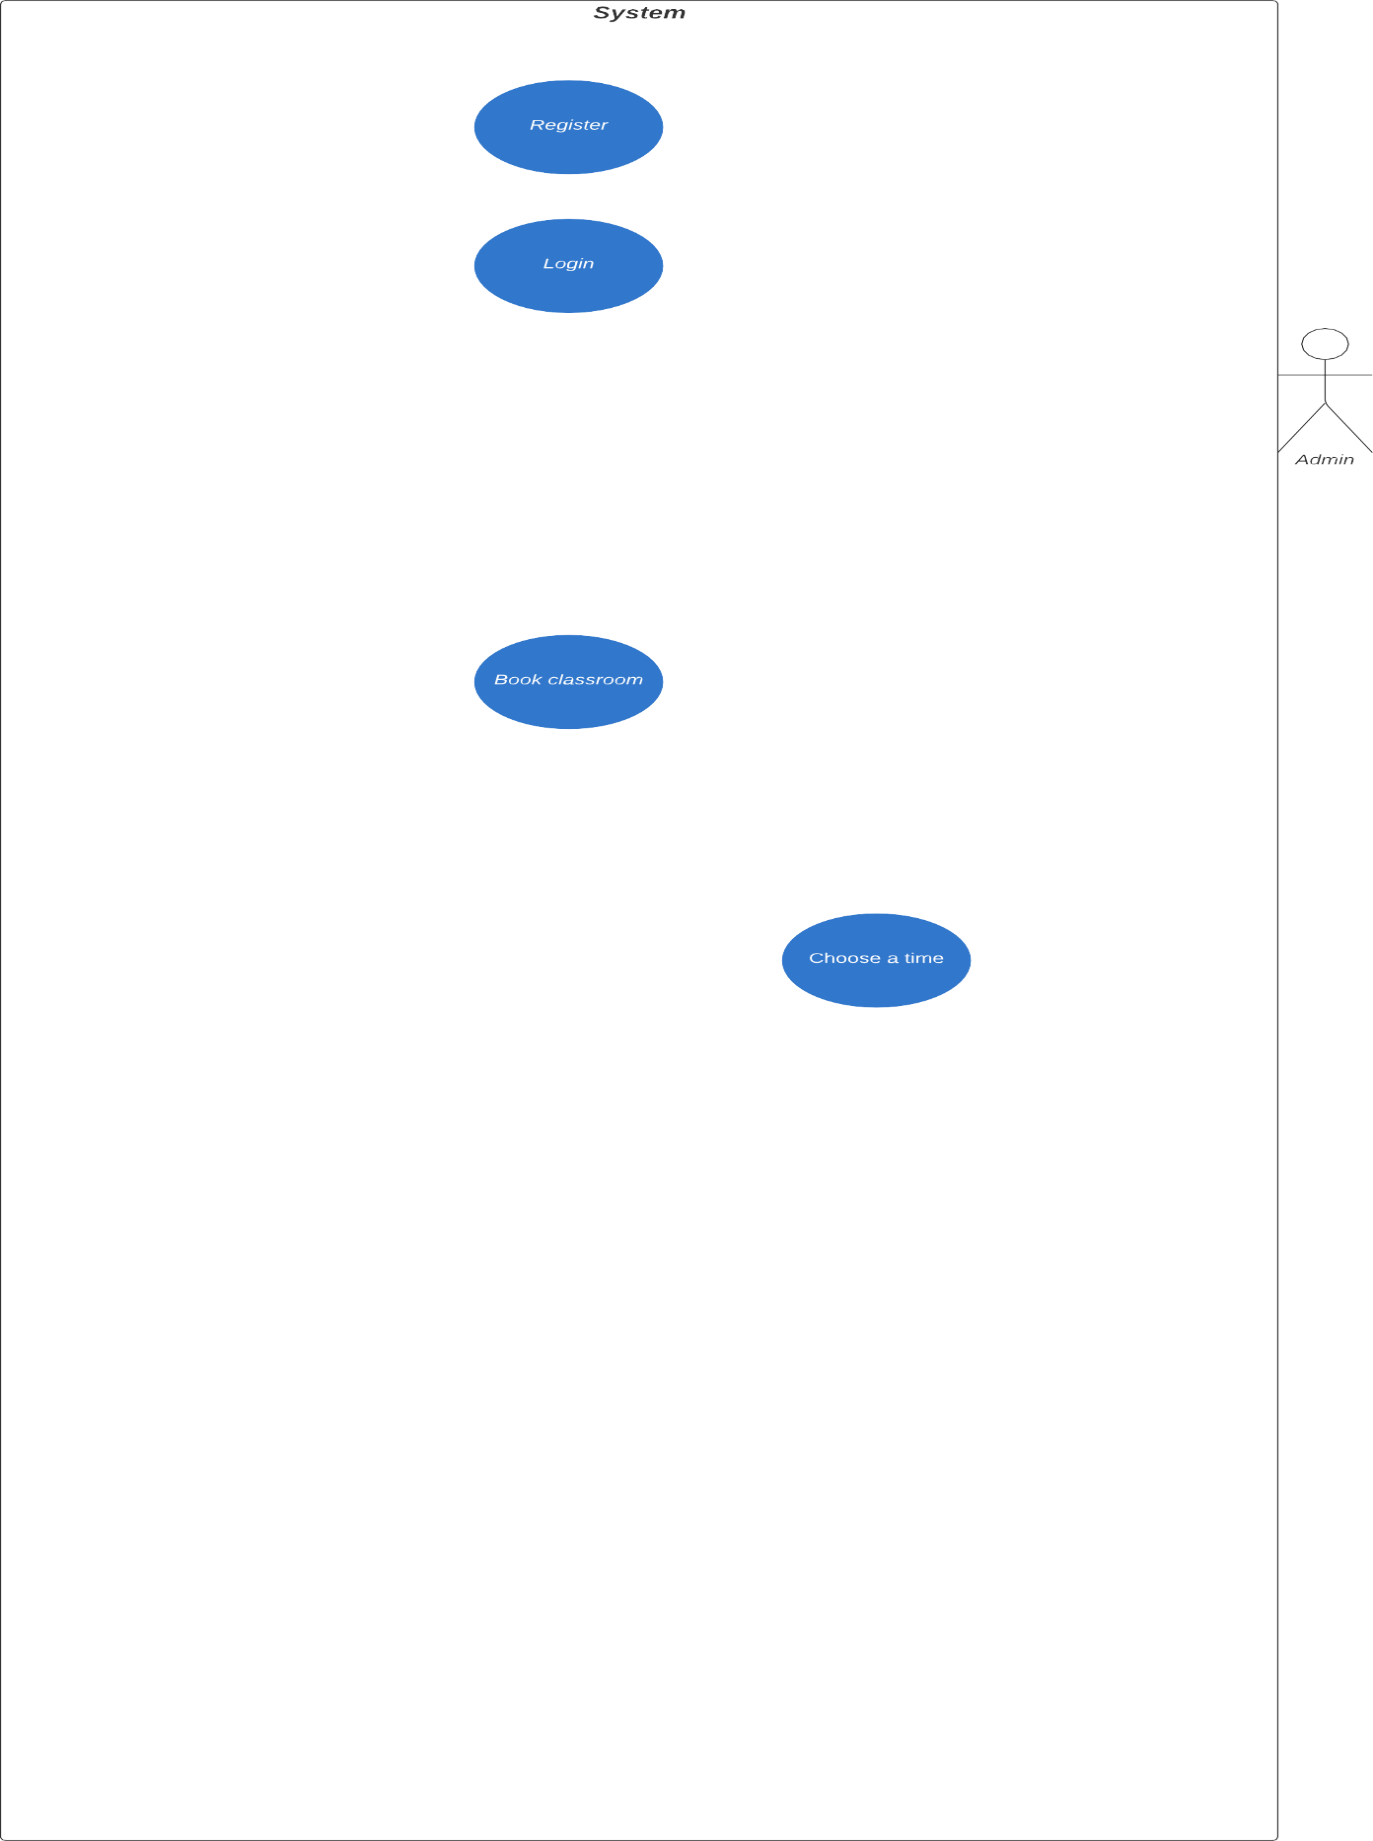 System
Register
Login
Admin
Book classroom
Choose a time